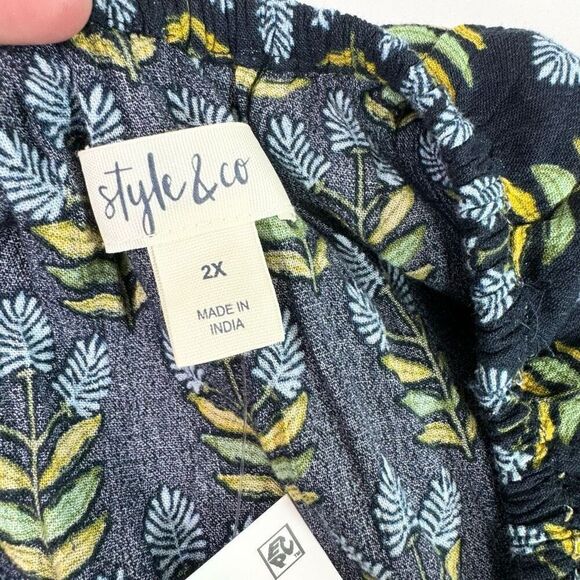 style & co
2X
MADE IN
INDIA